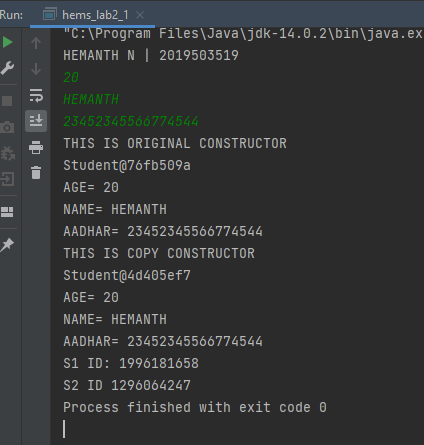 Run: hems_lab2_1
"C:\Program Files\Java\jdk-14.0.2\bin\java.ex
HEMANTH N | 2019503519
20
HEMANTH
23452345566774544
THIS IS ORIGINAL CONSTRUCTOR
Student@76fb509a
AGE= 20
NAME= HEMANTH
AADHAR= 23452345566774544
THIS IS COPY CONSTRUCTOR
Student@4d405ef7
AGE= 20
NAME= HEMANTH
AADHAR= 23452345566774544
S1 ID: 1996181658
S2 ID 1296064247
Process finished with exit code 0